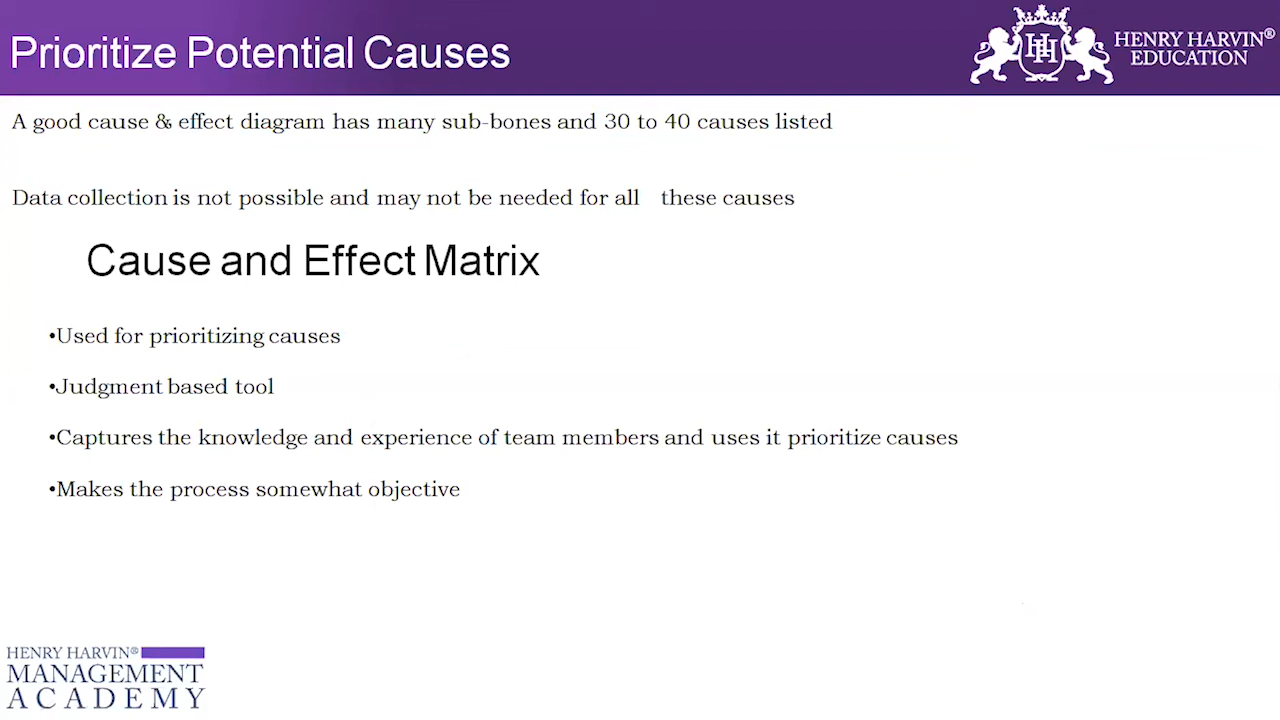 Prioritize Potential Causes
HENRY HARVIN®
EDUCATION
A good cause & effect diagram has many sub-bones and 30 to 40 causes listed
Data collection is not possible and may not be needed for all these causes
Cause and Effect Matrix
•Used for prioritizing causes
•Judgment based tool
•Captures the knowledge and experience of team members and uses it prioritize causes
•Makes the process somewhat objective
HENRY HARVIN®
MANAGEMENT
ACADEMY